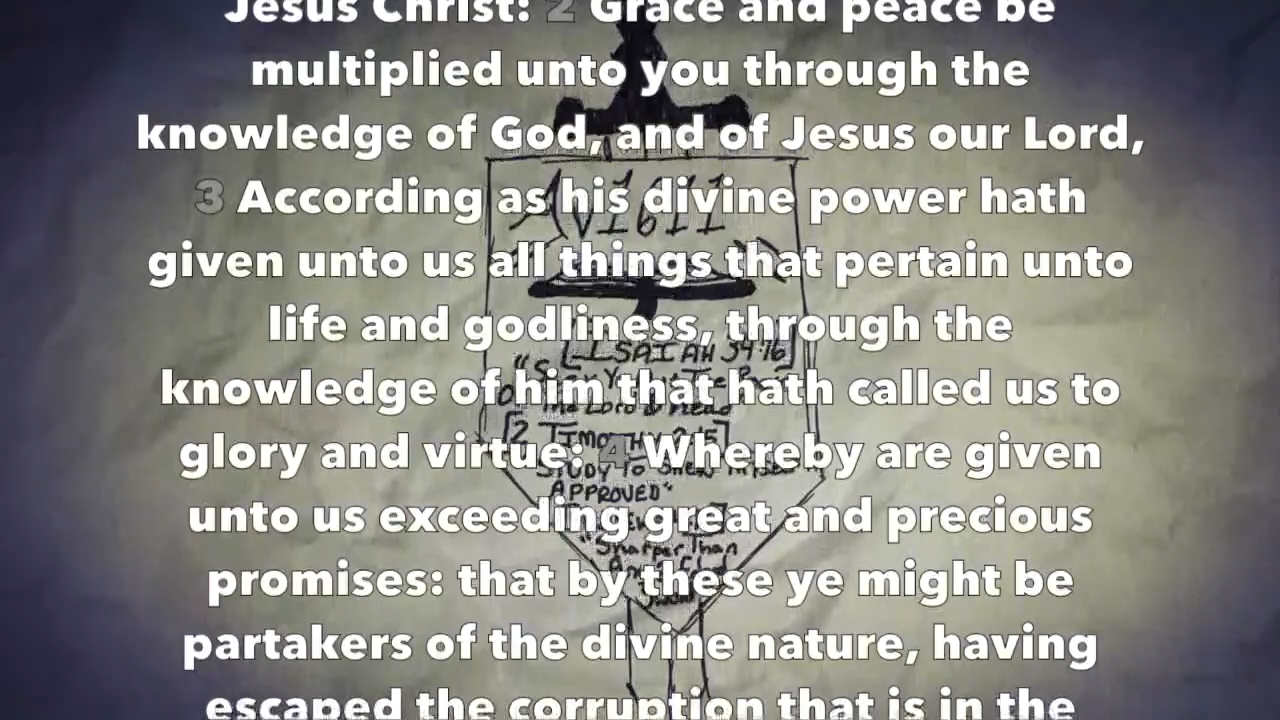 Jesus Christ: 2 Grace and peace be
multiplied unto you through the
knowledge of God, and of Jesus our Lord,
3 According as his divine power hath
given unto us all things that pertain unto
life and godliness, through the
knowledge of him that hath called us to
glory and virtue: 4 Whereby are given
unto us exceeding great and precious
promises: that by these ye might be
partakers of the divine nature, having
escaped the corruption that is in the
AV1611
[ISAIAH 34:16]
The Lord & Read
[2 TIMOTHY 2:15]
STUDY To Shew
APPROVED"
"Sharper Than